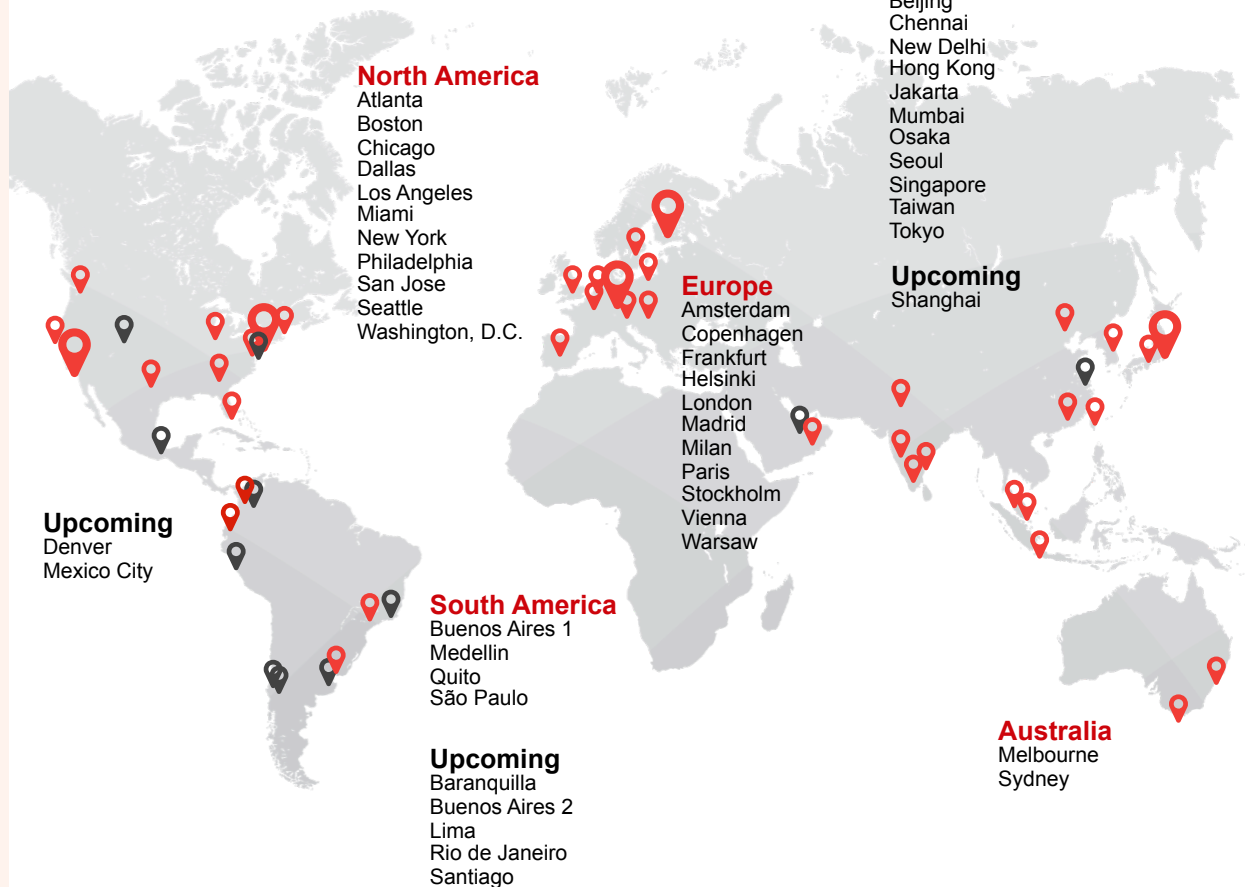 North America
Atlanta
Boston
Chicago
Dallas
Los Angeles
Miami
New York
Philadelphia
San Jose
Seattle
Washington, D.C.
Upcoming
Denver
Mexico City
South America
Buenos Aires 1
Medellin
Quito
São Paulo
Upcoming
Baranquilla
Buenos Aires 2
Lima
Rio de Janeiro
Santiago
Europe
Amsterdam
Copenhagen
Frankfurt
Helsinki
London
Madrid
Milan
Paris
Stockholm
Vienna
Warsaw
Beijing
Chennai
New Delhi
Hong Kong
Jakarta
Mumbai
Osaka
Seoul
Singapore
Taiwan
Tokyo
Upcoming
Shanghai
Australia
Melbourne
Sydney